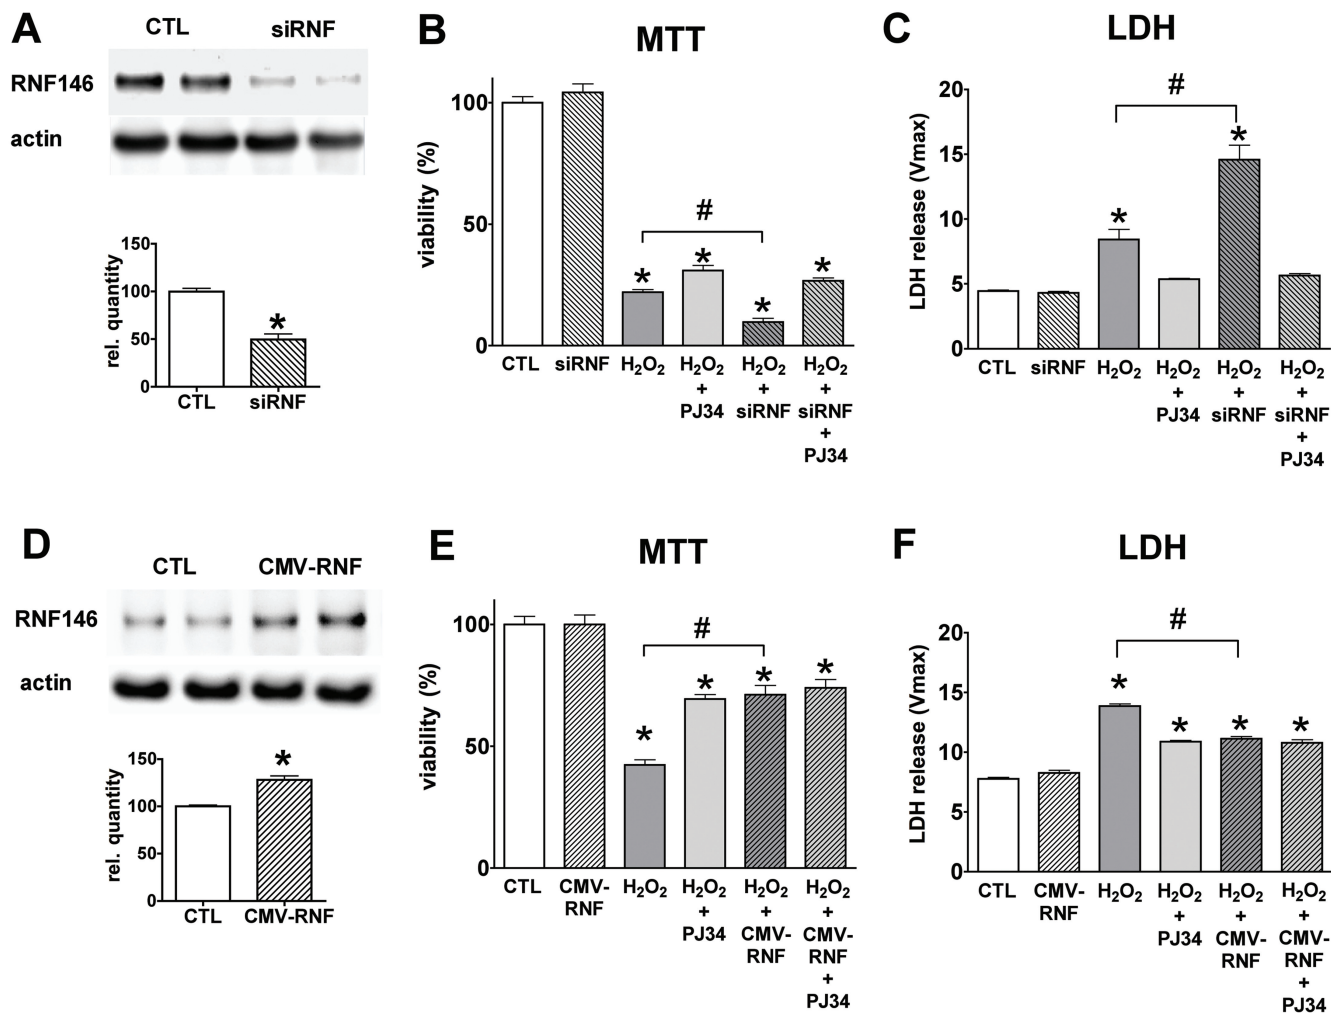 A
CTL siRNF
RNF146
actin
rel. quantity
150
100
50
0
*
CTL siRNF
B
MTT
viability (%)
100
50
0
#
* * * *
CTL siRNF H₂O₂ H₂O₂ H₂O₂ H₂O₂
+ + +
PJ34 siRNF siRNF
+
PJ34
C
LDH
LDH release (Vmax)
20
15
10
5
0
#
* *
CTL siRNF H₂O₂ H₂O₂ H₂O₂ H₂O₂
+ + +
PJ34 siRNF siRNF
+
PJ34
D
CTL CMV-RNF
RNF146
actin
rel. quantity
150
100
50
0
*
CTL CMV-RNF
E
MTT
viability (%)
100
50
0
#
* * * *
CTL CMV- H₂O₂ H₂O₂ H₂O₂ H₂O₂
RNF + + +
PJ34 CMV- CMV-
RNF RNF
+
PJ34
F
LDH
LDH release (Vmax)
20
15
10
5
0
#
* * * *
CTL CMV- H₂O₂ H₂O₂ H₂O₂ H₂O₂
RNF + + +
PJ34 CMV- CMV-
RNF RNF
+
PJ34